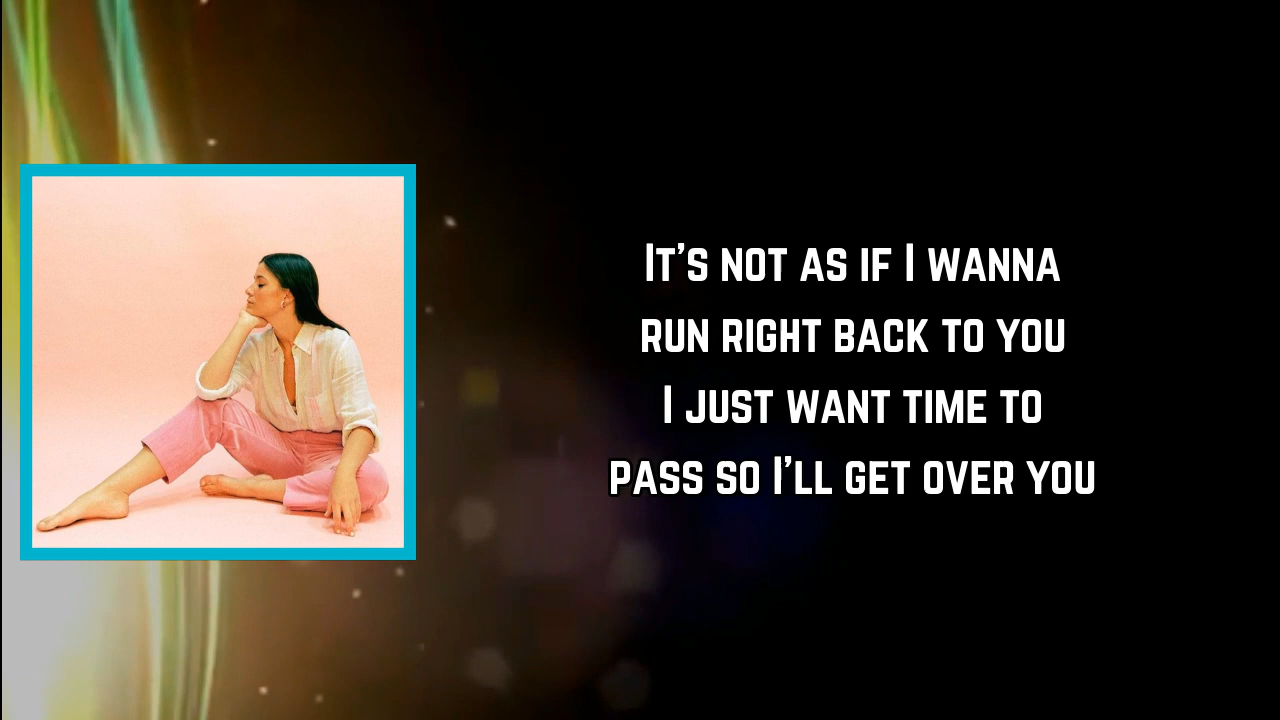 It's not as if I wanna
run right back to you
I just want time to
pass so I'll get over you